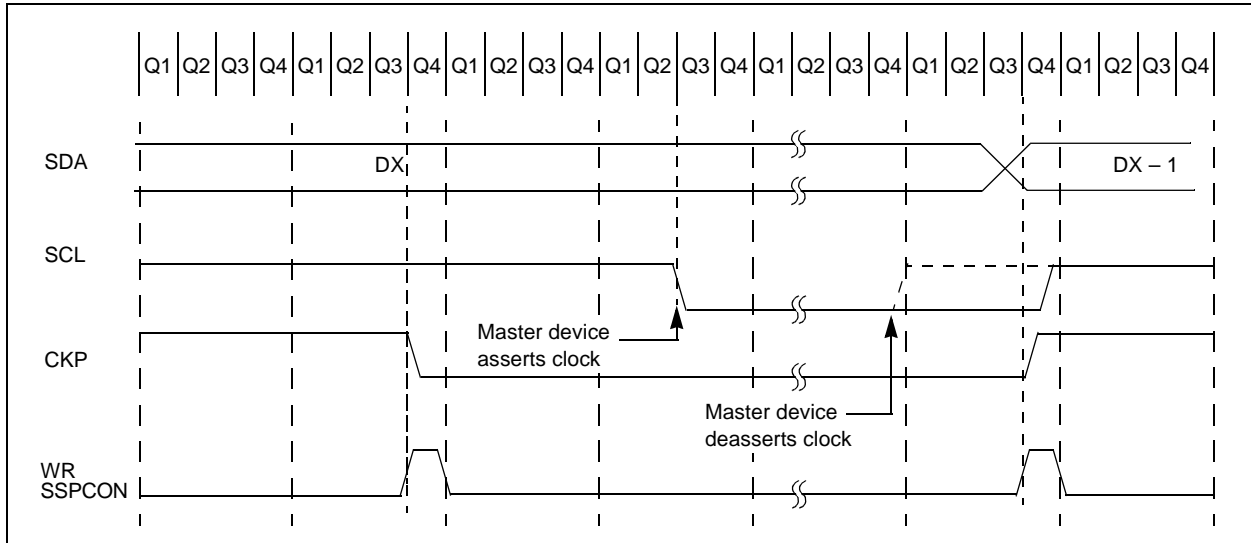 Q1 Q2 Q3 Q4 Q1 Q2 Q3 Q4 Q1 Q2 Q3 Q4 Q1 Q2 Q3 Q4 Q1 Q2 Q3 Q4 Q1 Q2 Q3 Q4 Q1 Q2 Q3 Q4
SDA
DX
DX – 1
SCL
Master device
asserts clock
CKP
Master device
deasserts clock
WR
SSPCON